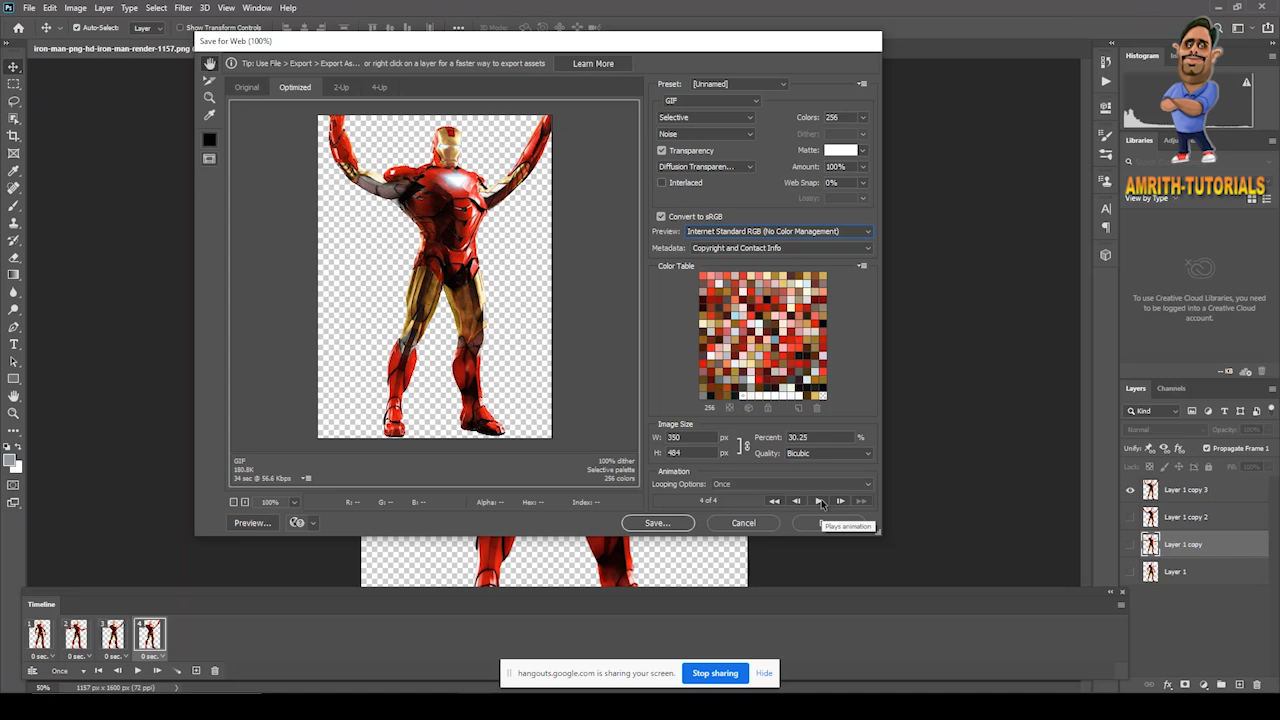 File Edit Image Layer Type Select Filter 3D View Window Help
Auto-Select: Layer Show Transform Controls
iron-man-png-hd-iron-man-render-1157.png
Save for Web (100%)
Tip: Use File > Export > Export As... or right click on a layer for a faster way to export assets
Learn More
Original Optimized 2-Up 4-Up
Preset: [Unnamed]
GIF
Selective Colors: 256
Noise Dither:
Transparency Matte:
Diffusion Transparen... Amount: 100%
Interlaced Web Snap: 0%
Lossy:
Convert to sRGB
Preview: Internet Standard RGB (No Color Management)
Metadata: Copyright and Contact Info
Color Table
256
Image Size
W: 350 px Percent: 30.25 %
H: 484 px Quality: Bicubic
Animation
Looping Options: Once
4 of 4
GIF
180.8K
34 sec @ 56.6 Kbps
100% dither
Selective palette
256 colors
100% R: -- G: -- B: -- Alpha: -- Hex: -- Index: --
Preview... Save... Cancel
Plays animation
Histogram
Libraries
AMRITH-TUTORIALS
View by Type
To use Creative Cloud Libraries, you
need to be logged into a Creative Cloud
account.
-- KB
Layers Channels
Kind
Normal Opacity: 100%
Unify: Propagate Frame 1
Lock: Fill: 100%
Layer 1 copy 3
Layer 1 copy 2
Layer 1 copy
Layer 1
Timeline
1 2 3 4
0 sec. 0 sec. 0 sec. 0 sec.
Once
50% 1157 px x 1600 px (72 ppi)
hangouts.google.com is sharing your screen. Stop sharing Hide